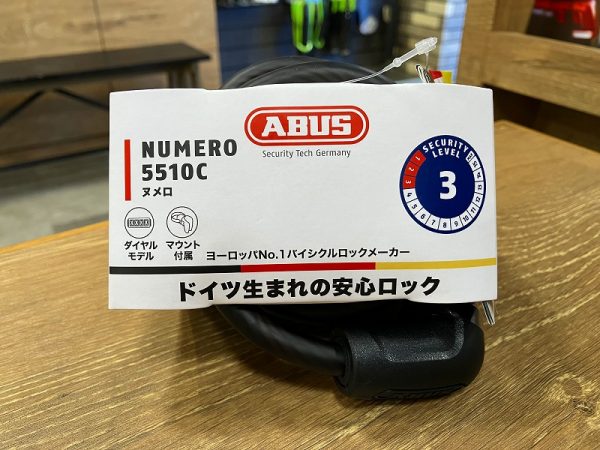 ABUS
Security Tech Germany
NUMERO
5510C
ヌメロ
SECURITY
LEVEL
3
ダイヤル
モデル
マウント
付属
ヨーロッパNo.1バイシクルロックメーカー
ドイツ生まれの安心ロック